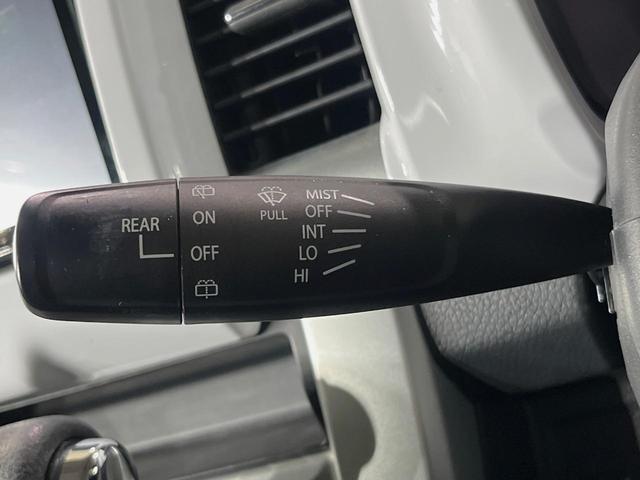 REAR
ON
OFF
PULL
MIST
OFF
INT
LO
HI